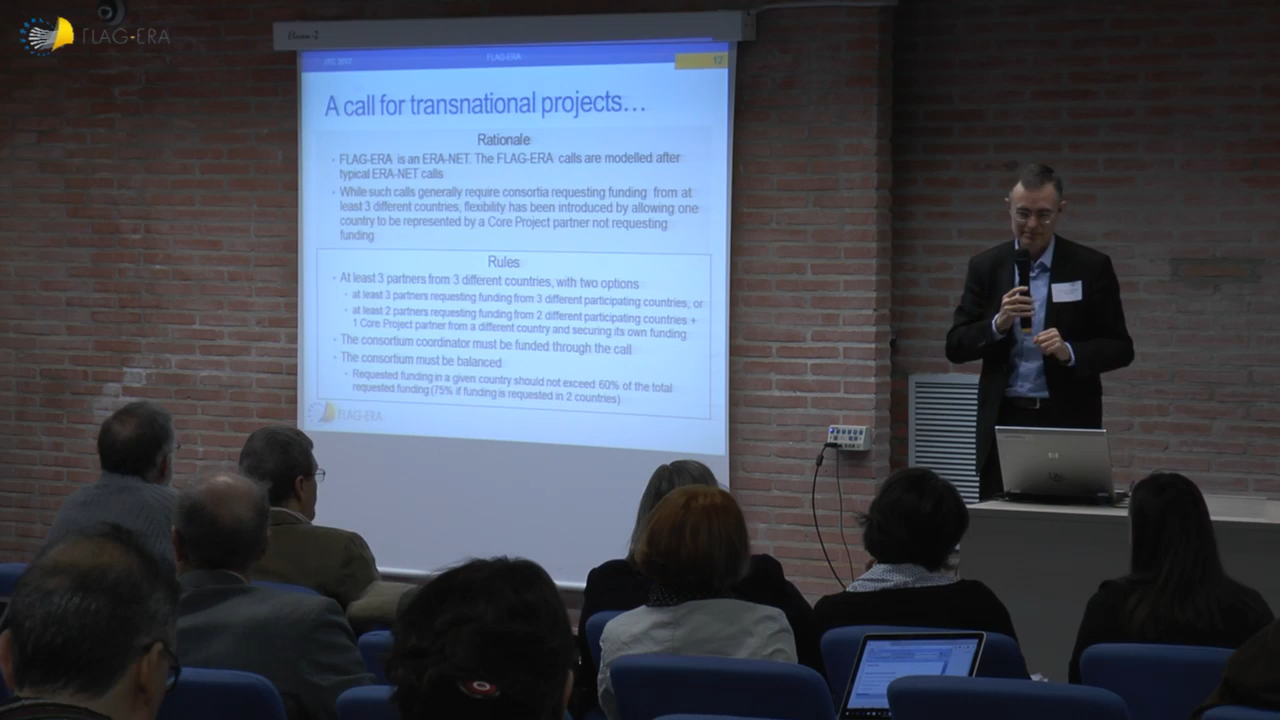 FLAG-ERA
JTC 2017
FLAG-ERA
12
A call for transnational projects…
Rationale
FLAG-ERA is an ERA-NET. The FLAG-ERA calls are modelled after
typical ERA-NET calls
While such calls generally require consortia requesting funding from at
least 3 different countries, flexibility has been introduced by allowing one
country to be represented by a Core Project partner not requesting
funding
Rules
At least 3 partners from 3 different countries, with two options
at least 3 partners requesting funding from 3 different participating countries, or
at least 2 partners requesting funding from 2 different participating countries +
1 Core Project partner from a different country and securing its own funding
The consortium coordinator must be funded through the call
The consortium must be balanced
Requested funding in a given country should not exceed 60% of the total
requested funding (75% if funding is requested in 2 countries)
FLAG-ERA
hp